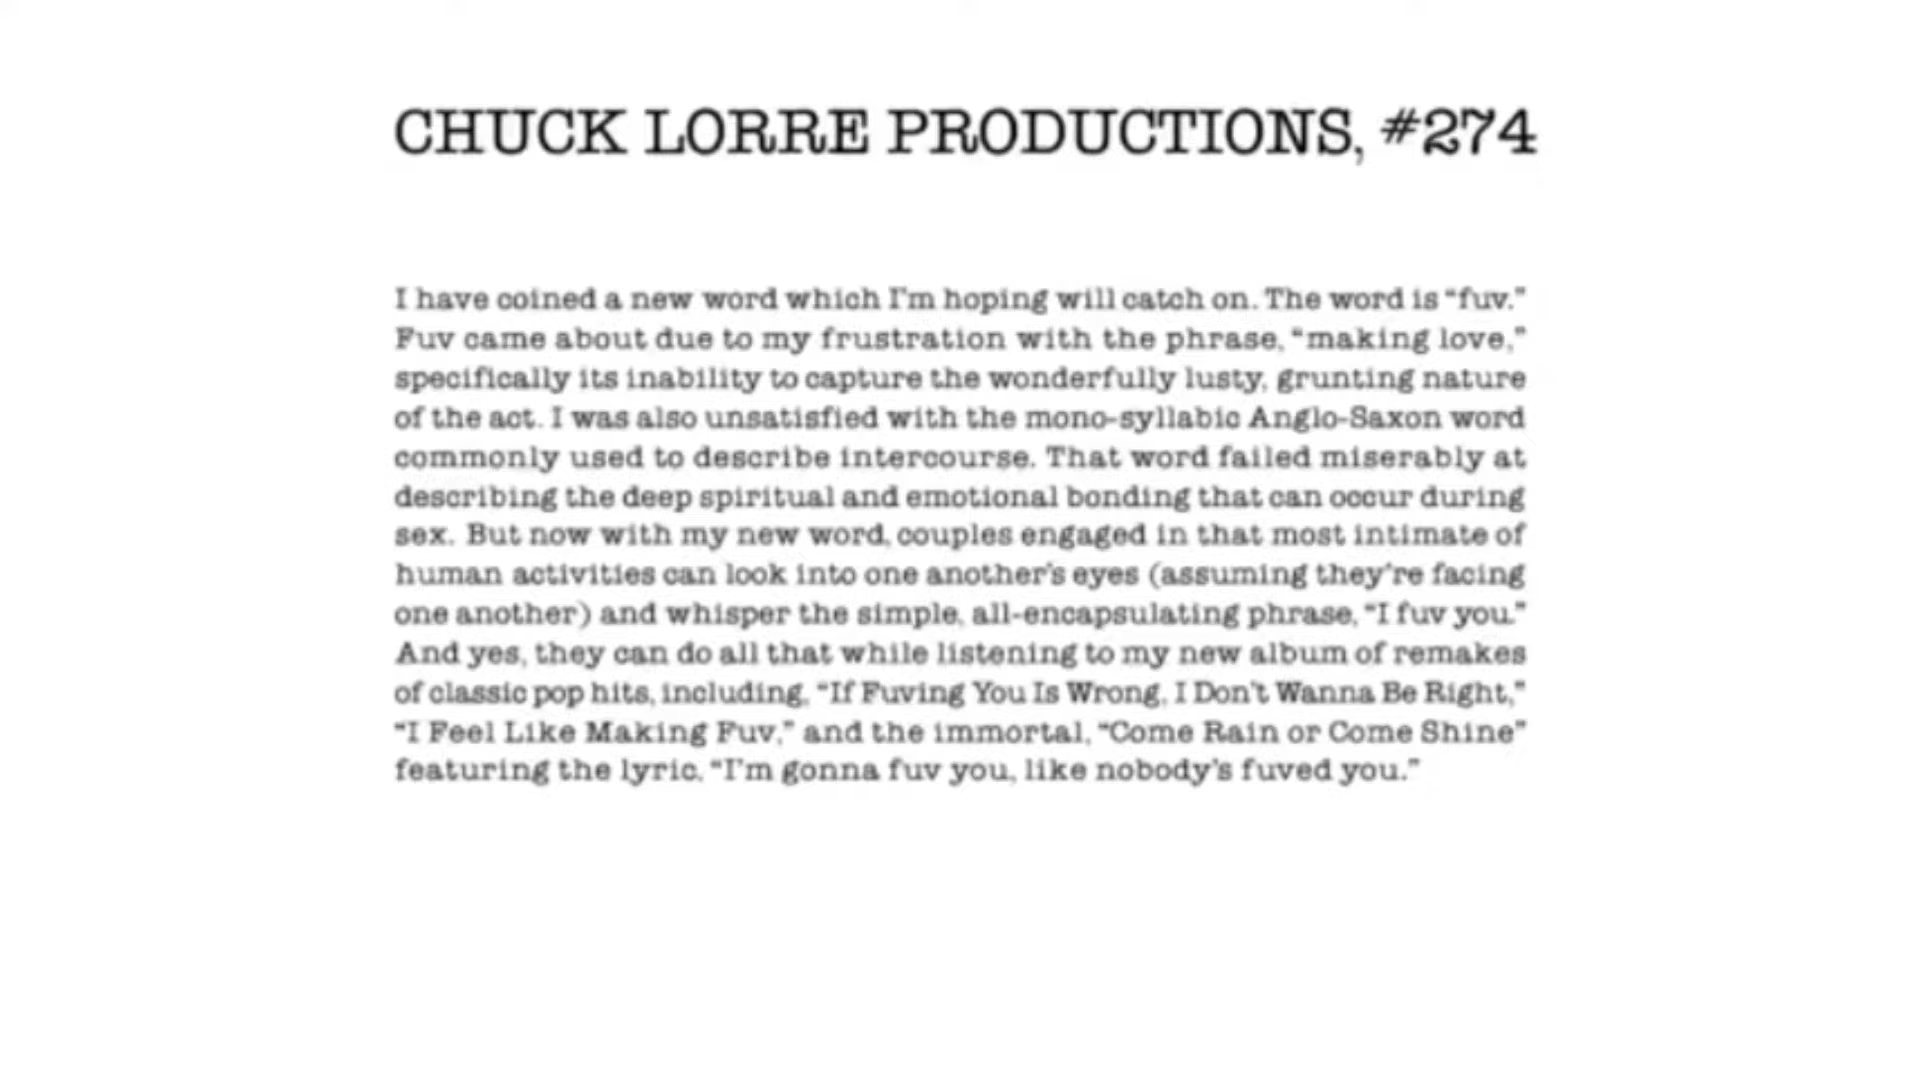 CHUCK LORRE PRODUCTIONS, #274
I have coined a new word which I'm hoping will catch on. The word is “fuv.”
Fuv came about due to my frustration with the phrase, “making love,”
specifically its inability to capture the wonderfully lusty, grunting nature
of the act. I was also unsatisfied with the mono-syllabic Anglo-Saxon word
commonly used to describe intercourse. That word failed miserably at
describing the deep spiritual and emotional bonding that can occur during
sex. But now with my new word, couples engaged in that most intimate of
human activities can look into one another's eyes (assuming they're facing
one another) and whisper the simple, all-encapsulating phrase, “I fuv you.”
And yes, they can do all that while listening to my new album of remakes
of classic pop hits, including, “If Fuving You Is Wrong, I Don't Wanna Be Right,”
“I Feel Like Making Fuv,” and the immortal, “Come Rain or Come Shine”
featuring the lyric, “I'm gonna fuv you, like nobody's fuved you.”